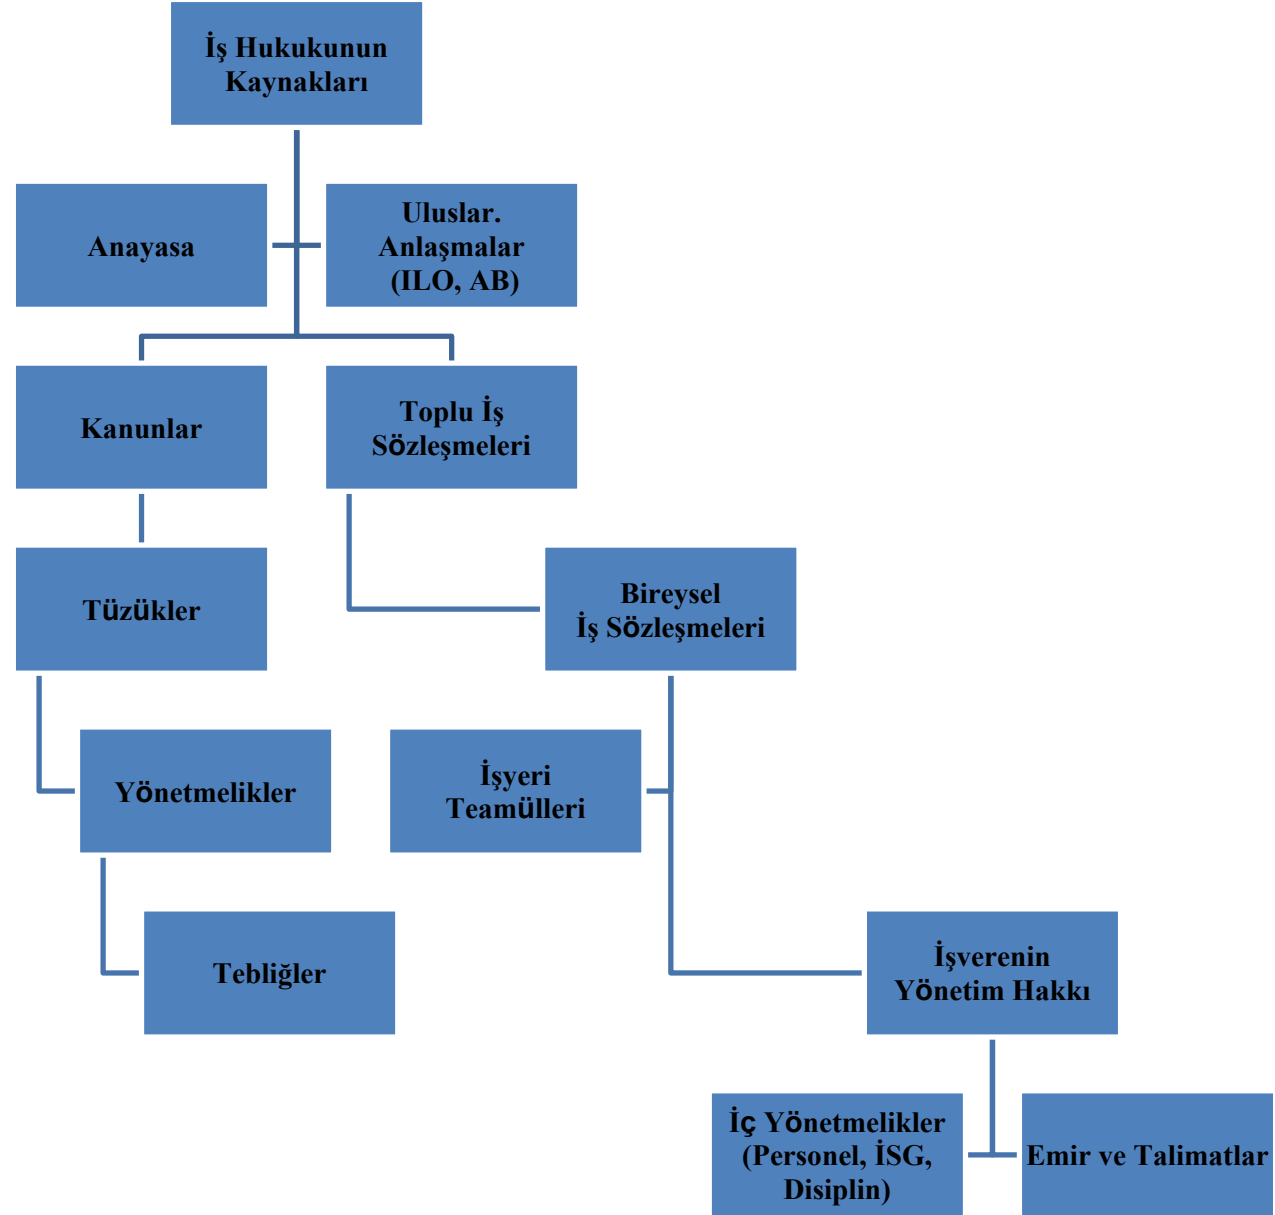 İş Hukukunun
Kaynakları
Anayasa
Uluslar.
Anlaşmalar
(ILO, AB)
Kanunlar
Toplu İş
Sözleşmeleri
Tüzükler
Bireysel
İş Sözleşmeleri
Yönetmelikler
İşyeri
Teamülleri
Tebliğler
İşverenin
Yönetim Hakkı
İç Yönetmelikler
(Personel, İSG,
Disiplin)
Emir ve Talimatlar